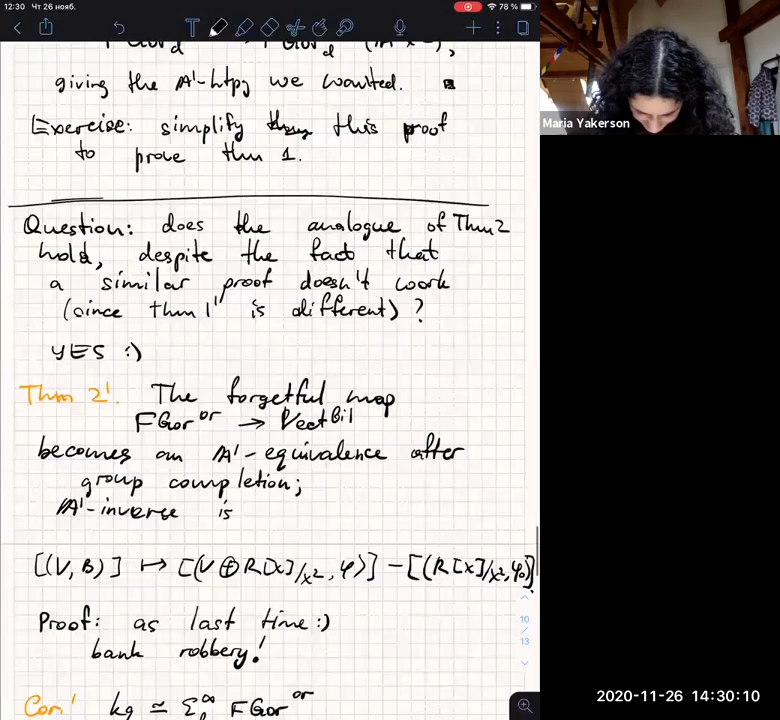 12:30 Чт 26 нояб.
78 %
giving the A¹-htpy we wanted.
Exercise: simplify this proof
to prove thm 1.
Question: does the analogue of Thm 2
hold, despite the fact that
a similar proof doesn't work
(since thm 1' is different) ?
YES :)
Thm 2'. The forgetful map
FGor^or → Vect^Bil
becomes an A¹-equivalence after
group completion;
A¹-inverse is
[(V, B)] ↦ [(V ⊕ R[x]/x², φ)] - [(R[x]/x², φ₀)]
Proof: as last time :)
bank robbery!
Cor.' kq ≃ Σ FGor^or
10
/
13
Maria Yakerson
2020-11-26 14:30:10